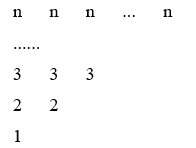 n n n ... n
......
3 3 3
2 2
1